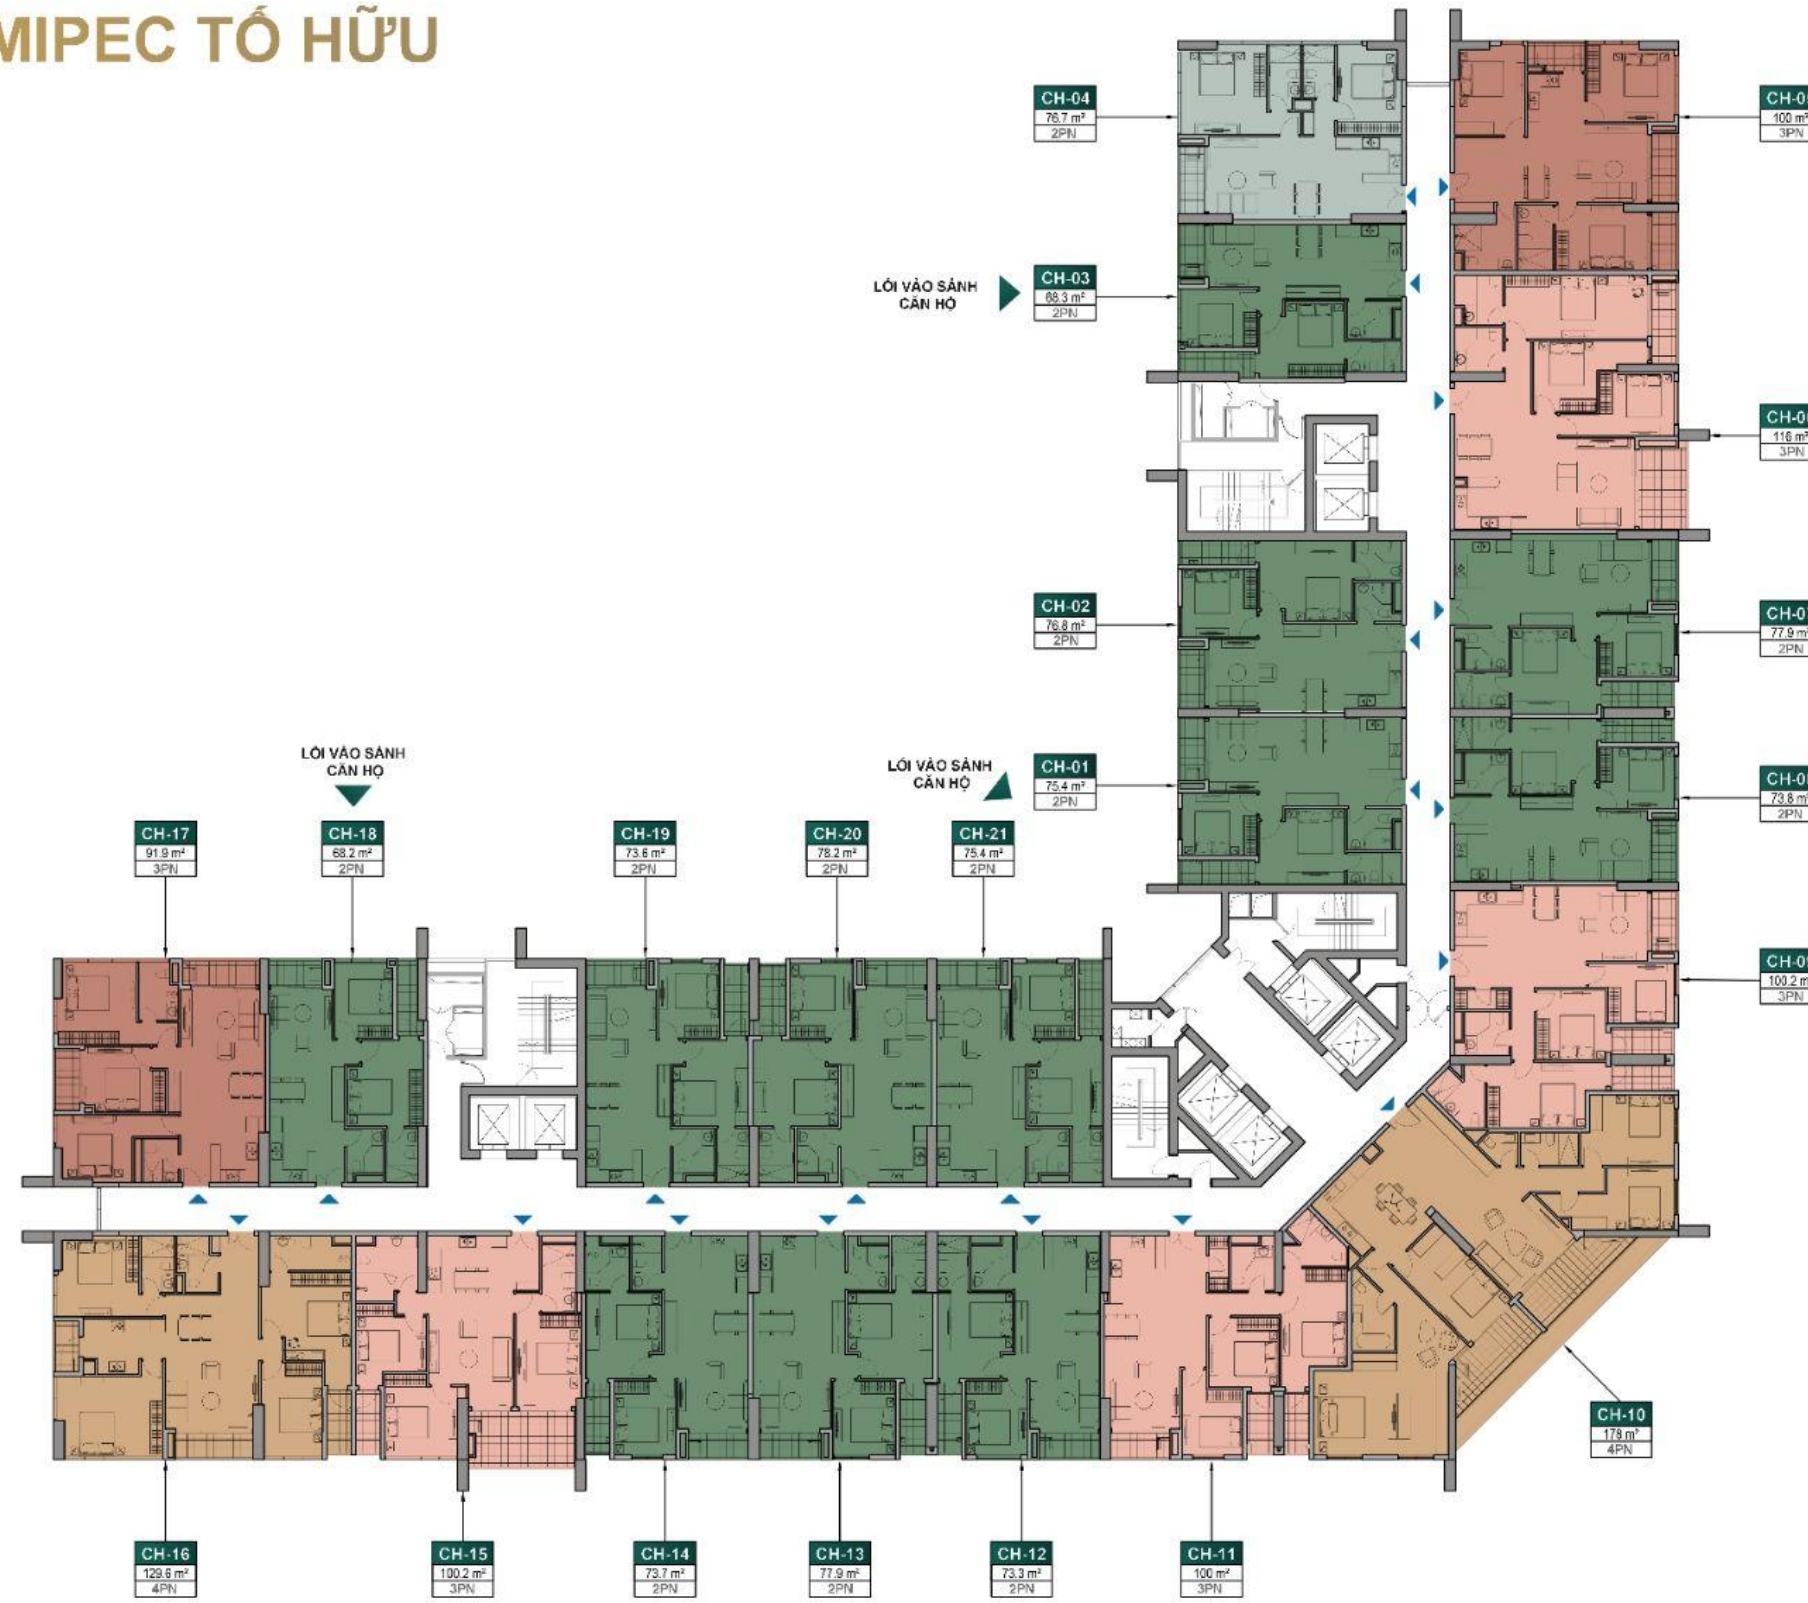 MIPEC TỐ HỮU
CH-04
76.7 m²
2PN
CH-05
100 m²
3PN
LỐI VÀO SẢNH
CĂN HỘ
CH-03
68.3 m²
2PN
116 m²
3PN
CH-02
76.8 m²
2PN
CH-07
77.9 m²
2PN
LỐI VÀO SẢNH
CĂN HỘ
LỐI VÀO SẢNH
CĂN HỘ
CH-01
75.4 m²
2PN
73.8 m²
2PN
CH-17
91.9 m²
3PN
CH-18
68.2 m²
2PN
CH-19
73.6 m²
2PN
CH-20
78.2 m²
2PN
CH-21
75.4 m²
2PN
CH-09
100.2 m
3PN
CH-10
178 m²
4PN
CH-16
129.6 m²
4PN
CH-15
100.2 m²
3PN
CH-14
73.7 m²
2PN
CH-13
77.9 m²
2PN
CH-12
73.3 m²
2PN
CH-11
100 m²
3PN